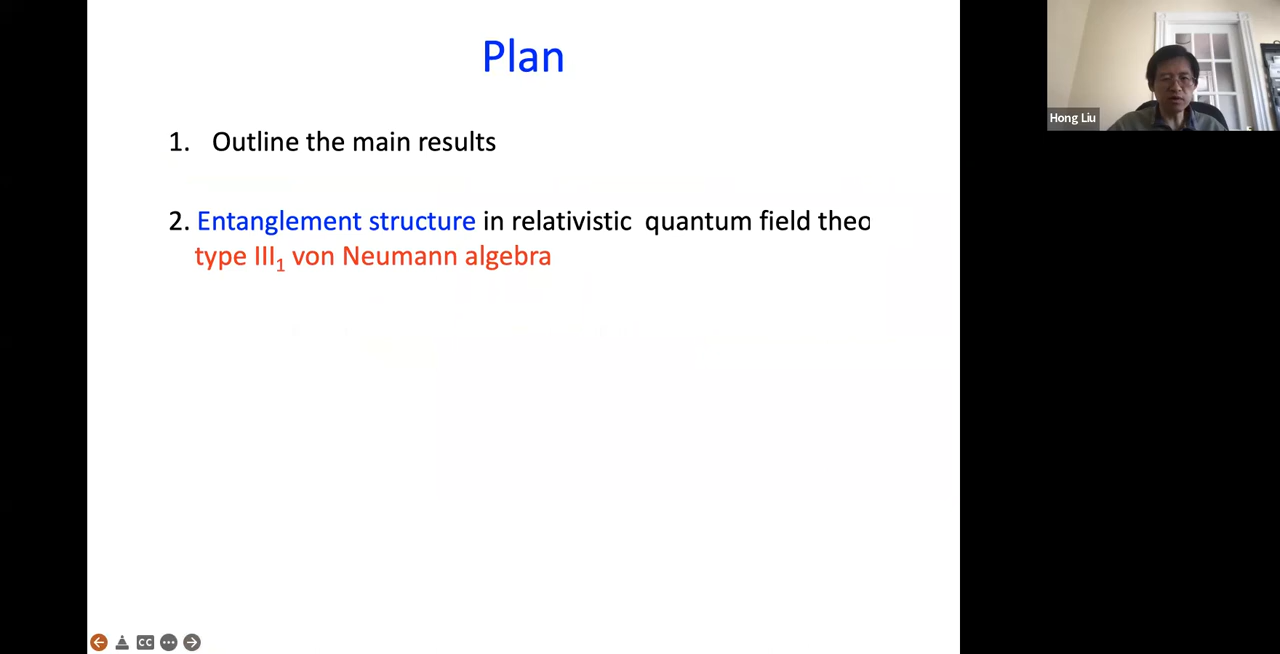 Plan
1. Outline the main results
2. Entanglement structure in relativistic quantum field theo
type III₁ von Neumann algebra
Hong Liu
CC